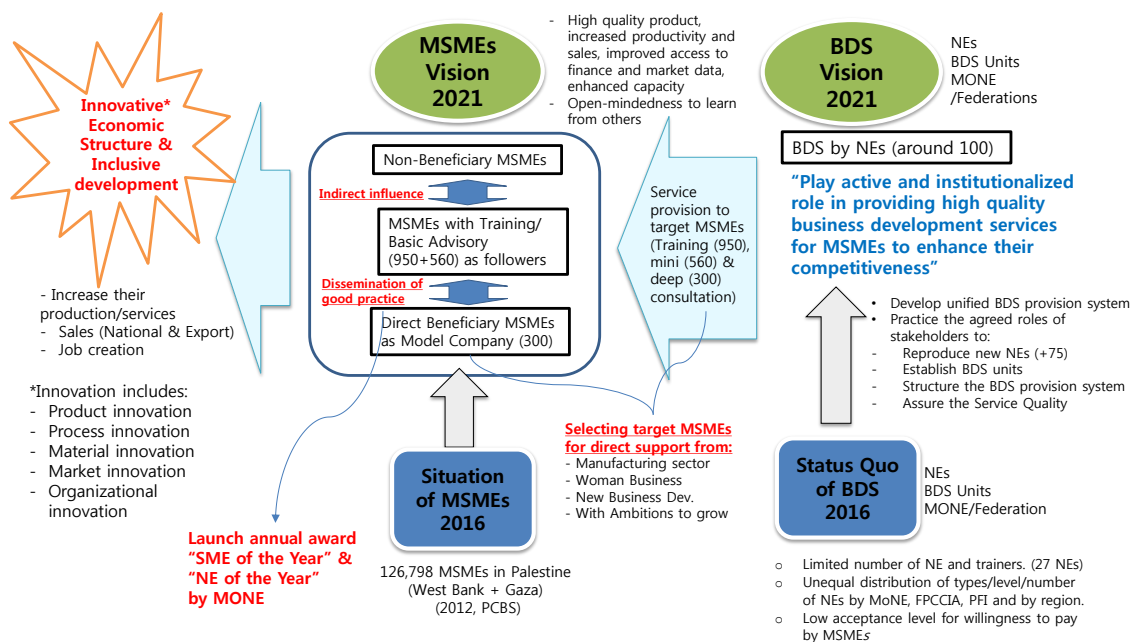 Innovative*
Economic
Structure &
Inclusive
development
- Increase their
production/services
- Sales (National & Export)
- Job creation
*Innovation includes:
- Product innovation
- Process innovation
- Material innovation
- Market innovation
- Organizational
innovation
Launch annual award
“SME of the Year” &
“NE of the Year”
by MONE
MSMEs
Vision
2021
- High quality product,
increased productivity and
sales, improved access to
finance and market data,
enhanced capacity
- Open-mindedness to learn
from others
Non-Beneficiary MSMEs
Indirect influence
MSMEs with Training/
Basic Advisory
(950+560) as followers
Dissemination of
good practice
Direct Beneficiary MSMEs
as Model Company (300)
Situation
of MSMEs
2016
126,798 MSMEs in Palestine
(West Bank + Gaza)
(2012, PCBS)
Service
provision to
target MSMEs
(Training (950),
mini (560) &
deep (300)
consultation)
Selecting target MSMEs
for direct support from:
- Manufacturing sector
- Woman Business
- New Business Dev.
- With Ambitions to grow
BDS
Vision
2021
NEs
BDS Units
MONE
/Federations
BDS by NEs (around 100)
“Play active and institutionalized
role in providing high quality
business development services
for MSMEs to enhance their
competitiveness”
• Develop unified BDS provision system
• Practice the agreed roles of
stakeholders to:
- Reproduce new NEs (+75)
- Establish BDS units
- Structure the BDS provision system
- Assure the Service Quality
Status Quo
of BDS
2016
NEs
BDS Units
MONE/Federation
o Limited number of NE and trainers. (27 NEs)
o Unequal distribution of types/level/number
of NEs by MoNE, FPCCIA, PFI and by region.
o Low acceptance level for willingness to pay
by MSMEs